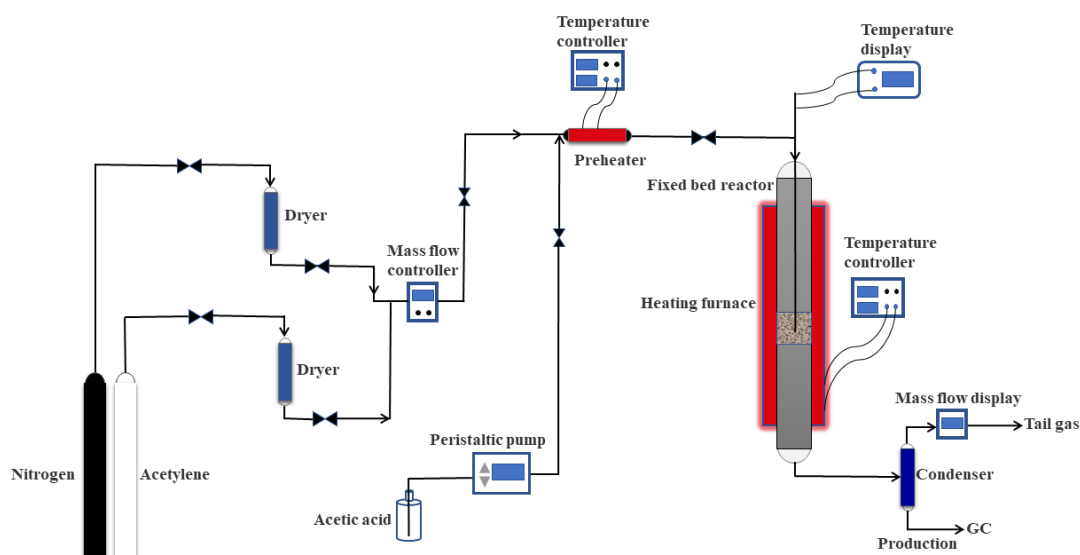 Temperature
controller
Temperature
display
Preheater
Fixed bed reactor
Dryer
Mass flow
controller
Temperature
controller
Heating furnace
Dryer
Mass flow display
Tail gas
Peristaltic pump
Nitrogen
Acetylene
Condenser
Acetic acid
GC
Production